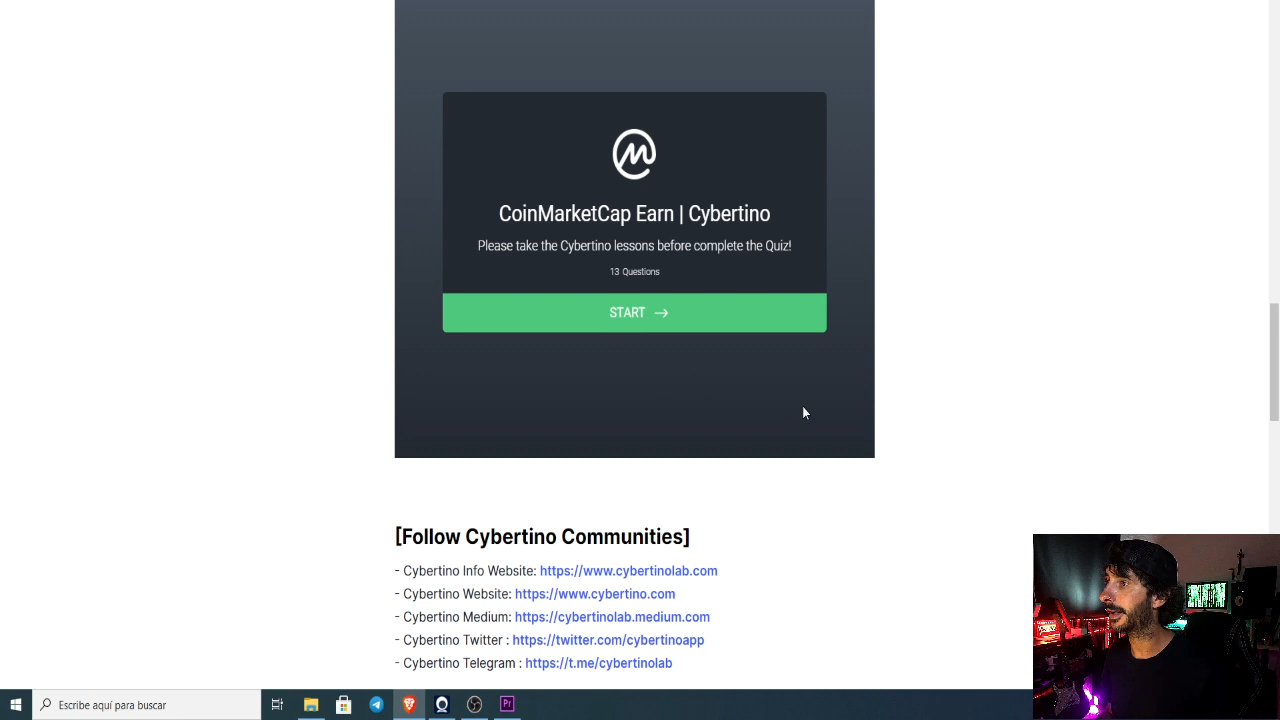 CoinMarketCap Earn | Cybertino
Please take the Cybertino lessons before complete the Quiz!
13 Questions
START →
[Follow Cybertino Communities]
- Cybertino Info Website: https://www.cybertinolab.com
- Cybertino Website: https://www.cybertino.com
- Cybertino Medium: https://cybertinolab.medium.com
- Cybertino Twitter : https://twitter.com/cybertinoapp
- Cybertino Telegram : https://t.me/cybertinolab
Escribe aquí para buscar
Pr